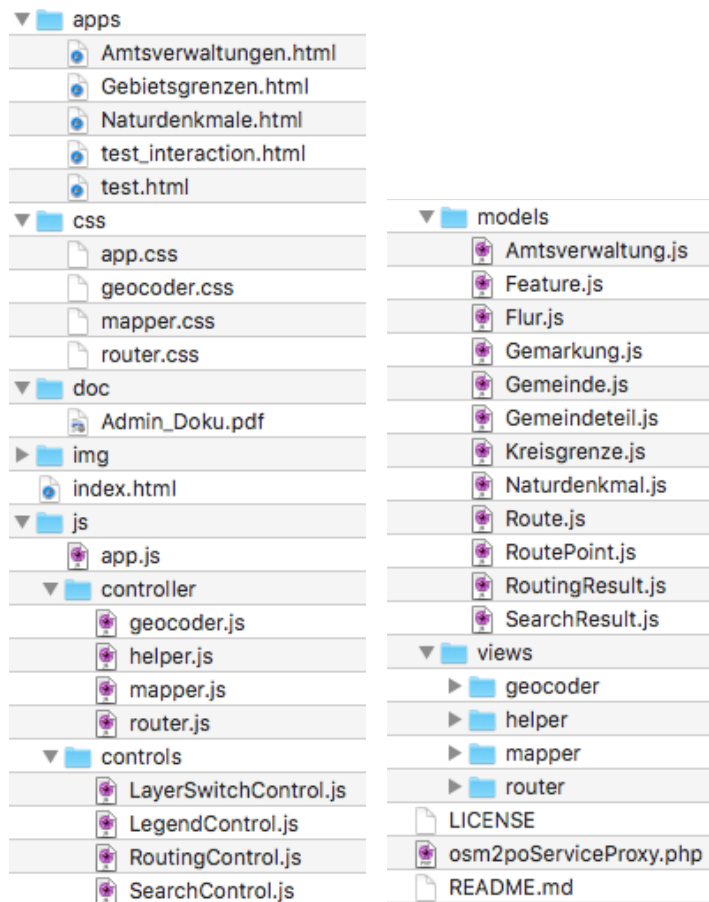 apps
Amtsverwaltungen.html
Gebietsgrenzen.html
Naturdenkmale.html
test_interaction.html
test.html
css
app.css
geocoder.css
mapper.css
router.css
doc
Admin_Doku.pdf
img
index.html
js
app.js
controller
geocoder.js
helper.js
mapper.js
router.js
controls
LayerSwitchControl.js
LegendControl.js
RoutingControl.js
SearchControl.js
models
Amtsverwaltung.js
Feature.js
Flur.js
Gemarkung.js
Gemeinde.js
Gemeindeteil.js
Kreisgrenze.js
Naturdenkmal.js
Route.js
RoutePoint.js
RoutingResult.js
SearchResult.js
views
geocoder
helper
mapper
router
LICENSE
osm2poServiceProxy.php
README.md